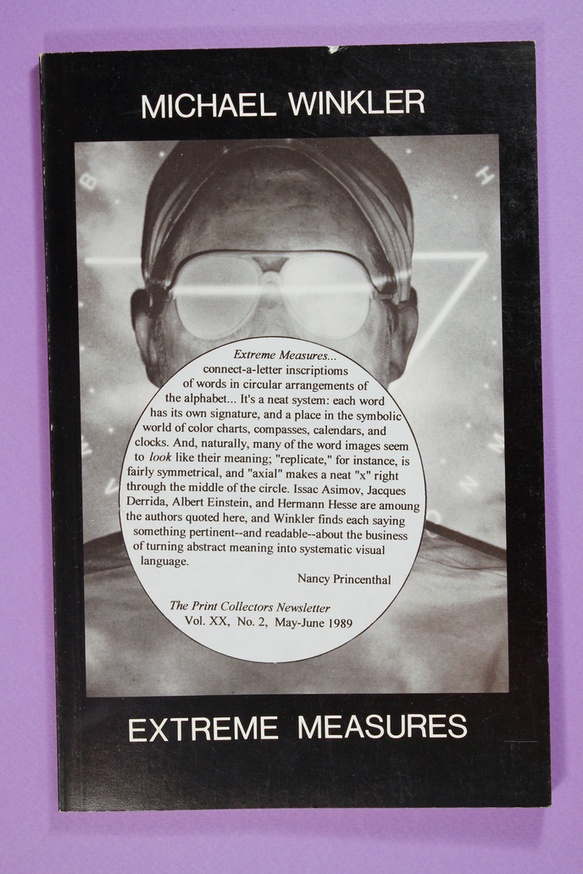 MICHAEL WINKLER
B
H
Extreme Measures...
connect-a-letter inscriptioms
of words in circular arrangements of
the alphabet... It's a neat system: each word
has its own signature, and a place in the symbolic
world of color charts, compasses, calendars, and
clocks. And, naturally, many of the word images seem
to look like their meaning; "replicate," for instance, is
fairly symmetrical, and "axial" makes a neat "x" right
through the middle of the circle. Issac Asimov, Jacques
Derrida, Albert Einstein, and Hermann Hesse are among
the authors quoted here, and Winkler finds each saying
something pertinent--and readable--about the business
of turning abstract meaning into systematic visual
language.
Nancy Princenthal
The Print Collectors Newsletter
Vol. XX, No. 2, May-June 1989
EXTREME MEASURES